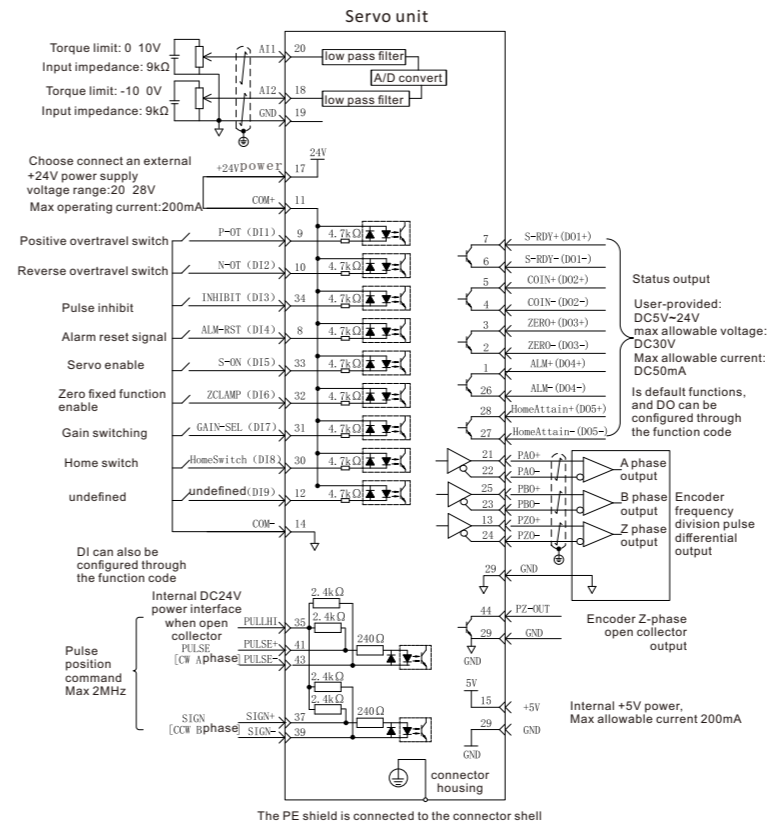 Servo unit
Torque limit: 0 10V
Input impedance: 9kΩ
AI1
20
low pass filter
A/D convert
Torque limit: -10 0V
Input impedance: 9kΩ
AI2
18
low pass filter
GND
19
Choose connect an external
+24V power supply
voltage range:20 28V
Max operating current:200mA
+24Vpower
17
24V
COM+
11
Positive overtravel switch
P-OT (DI1)
9
4.7kΩ
Reverse overtravel switch
N-OT (DI2)
10
4.7kΩ
Pulse inhibit
INHIBIT (DI3)
34
4.7kΩ
Alarm reset signal
ALM-RST (DI4)
8
4.7kΩ
Servo enable
S-ON (DI5)
33
4.7kΩ
Zero fixed function
enable
ZCLAMP (DI6)
32
4.7kΩ
Gain switching
GAIN-SEL (DI7)
31
4.7kΩ
Home switch
HomeSwitch (DI8)
30
4.7kΩ
undefined
undefined(DI9)
12
4.7kΩ
COM-
14
DI can also be
configured through
the function code
7
S-RDY+(DO1+)
6
S-RDY-(DO1-)
5
COIN+(DO2+)
4
COIN-(DO2-)
3
ZERO+(DO3+)
2
ZERO-(DO3-)
1
ALM+(DO4+)
26
ALM-(DO4-)
28
HomeAttain+(DO5+)
27
HomeAttain-(DO5-)
Status output
User-provided:
DC5V~24V
max allowable voltage:
DC30V
Max allowable current:
DC50mA
Is default functions,
and DO can be
configured through
the function code
21
PAO+
22
PAO-
A phase
output
25
PBO+
23
PBO-
B phase
output
13
PZO+
24
PZO-
Z phase
output
Encoder
frequency
division pulse
differential
output
29
GND
44
PZ-OUT
29
GND
GND
Encoder Z-phase
open collector
output
5V
15
+5V
29
GND
GND
Internal +5V power,
Max allowable current 200mA
Pulse
position
command
Max 2MHz
Internal DC24V
power interface
when open
collector
PULLHI
35
2.4kΩ
2.4kΩ
PULSE
[CW Aphase]
PULSE+
41
PULSE-
43
240Ω
2.4kΩ
2.4kΩ
SIGN
[CCW Bphase]
SIGN+
37
SIGN-
39
240Ω
connector
housing
The PE shield is connected to the connector shell